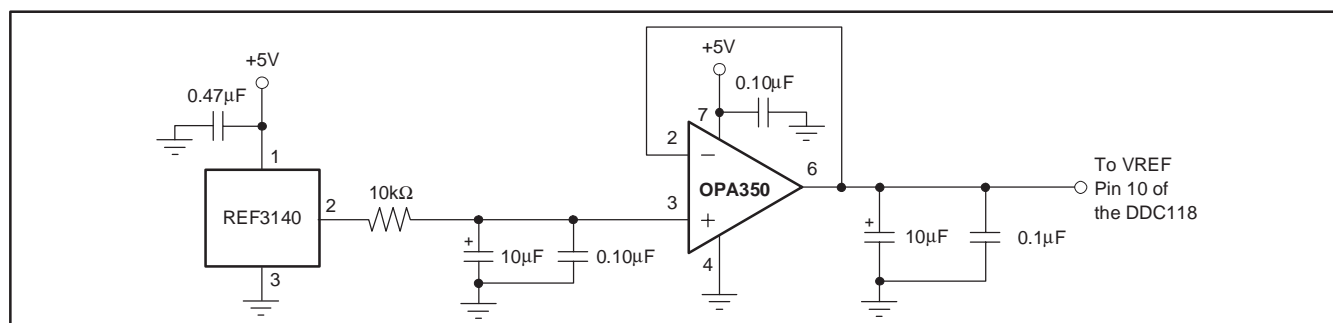 +5V
0.47µF
1
REF3140
2
3
10kΩ
+
10µF
0.10µF
+5V
0.10µF
7
2
−
OPA350
3
+
4
6
+
10µF
0.1µF
To VREF
Pin 10 of
the DDC118